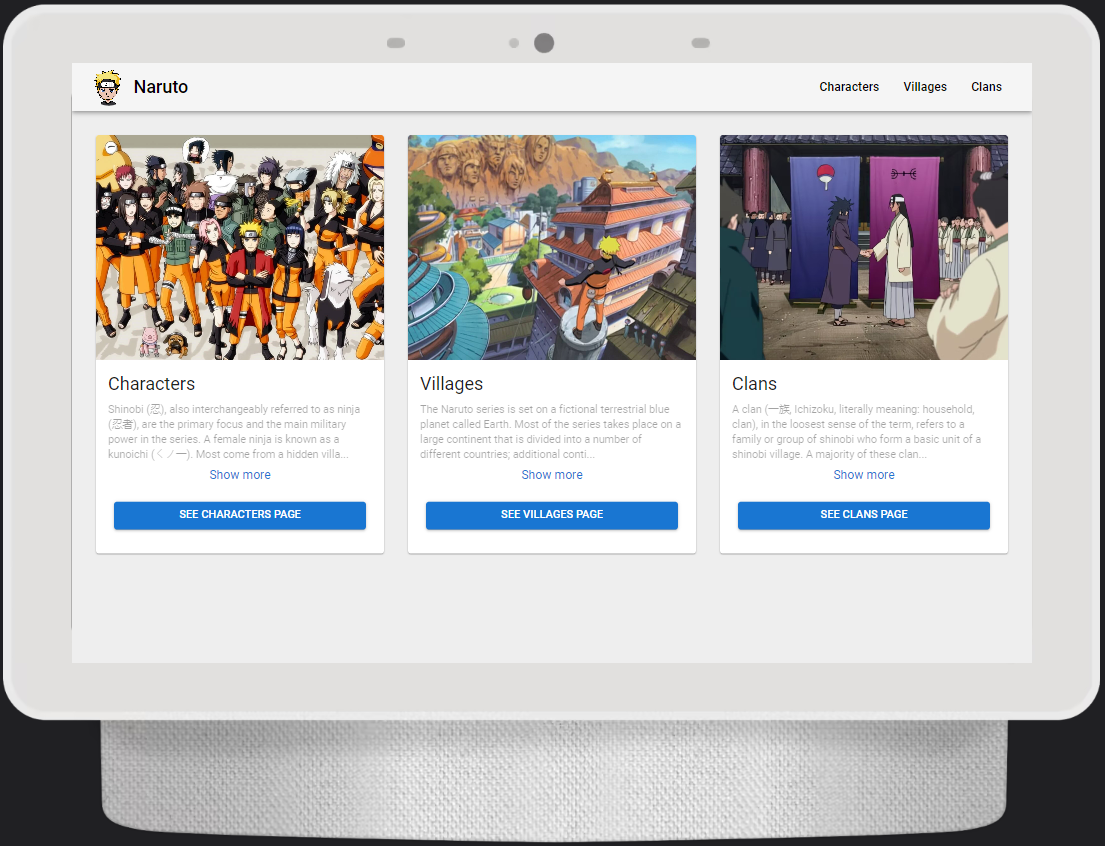 Naruto
Characters
Villages
Clans
Characters
Shinobi (忍), also interchangeably referred to as ninja
(忍者), are the primary focus and the main military
power in the series. A female ninja is known as a
kunoichi (くノ一). Most come from a hidden villa...
Show more
SEE CHARACTERS PAGE
Villages
The Naruto series is set on a fictional terrestrial blue
planet called Earth. Most of the series takes place on a
large continent that is divided into a number of
different countries; additional conti...
Show more
SEE VILLAGES PAGE
Clans
A clan (一族, Ichizoku, literally meaning: household,
clan), in the loosest sense of the term, refers to a
family or group of shinobi who form a basic unit of a
shinobi village. A majority of these clan...
Show more
SEE CLANS PAGE